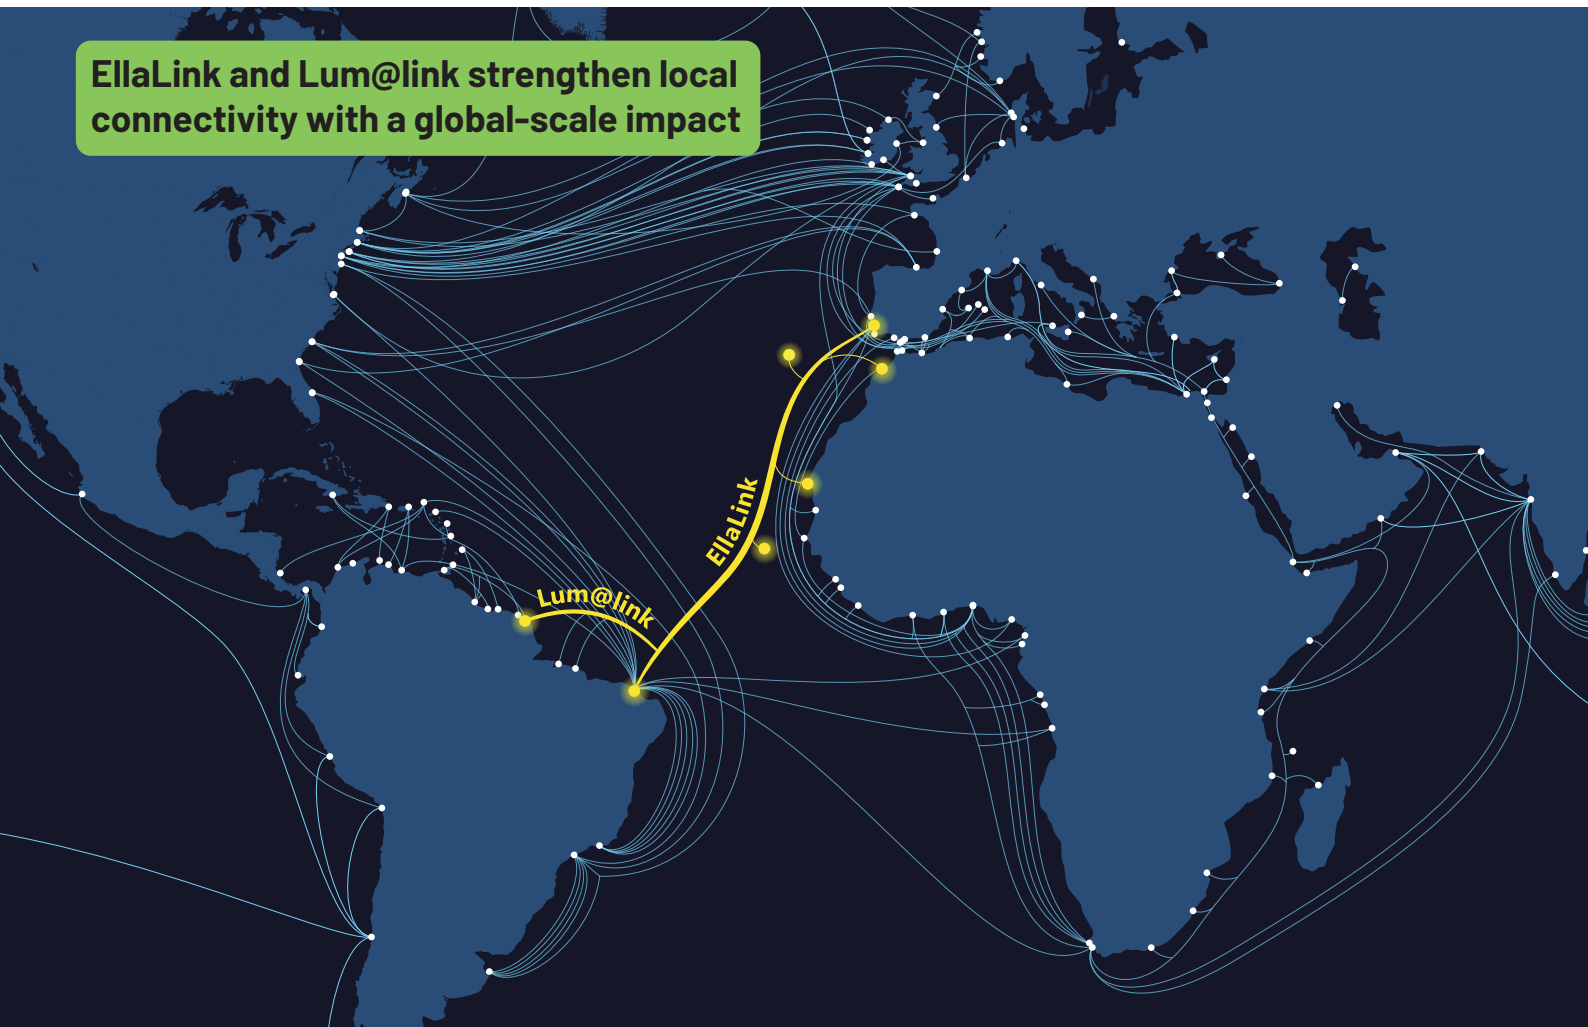 EllaLink and Lum@link strengthen local
connectivity with a global-scale impact
EllaLink
Lum@link